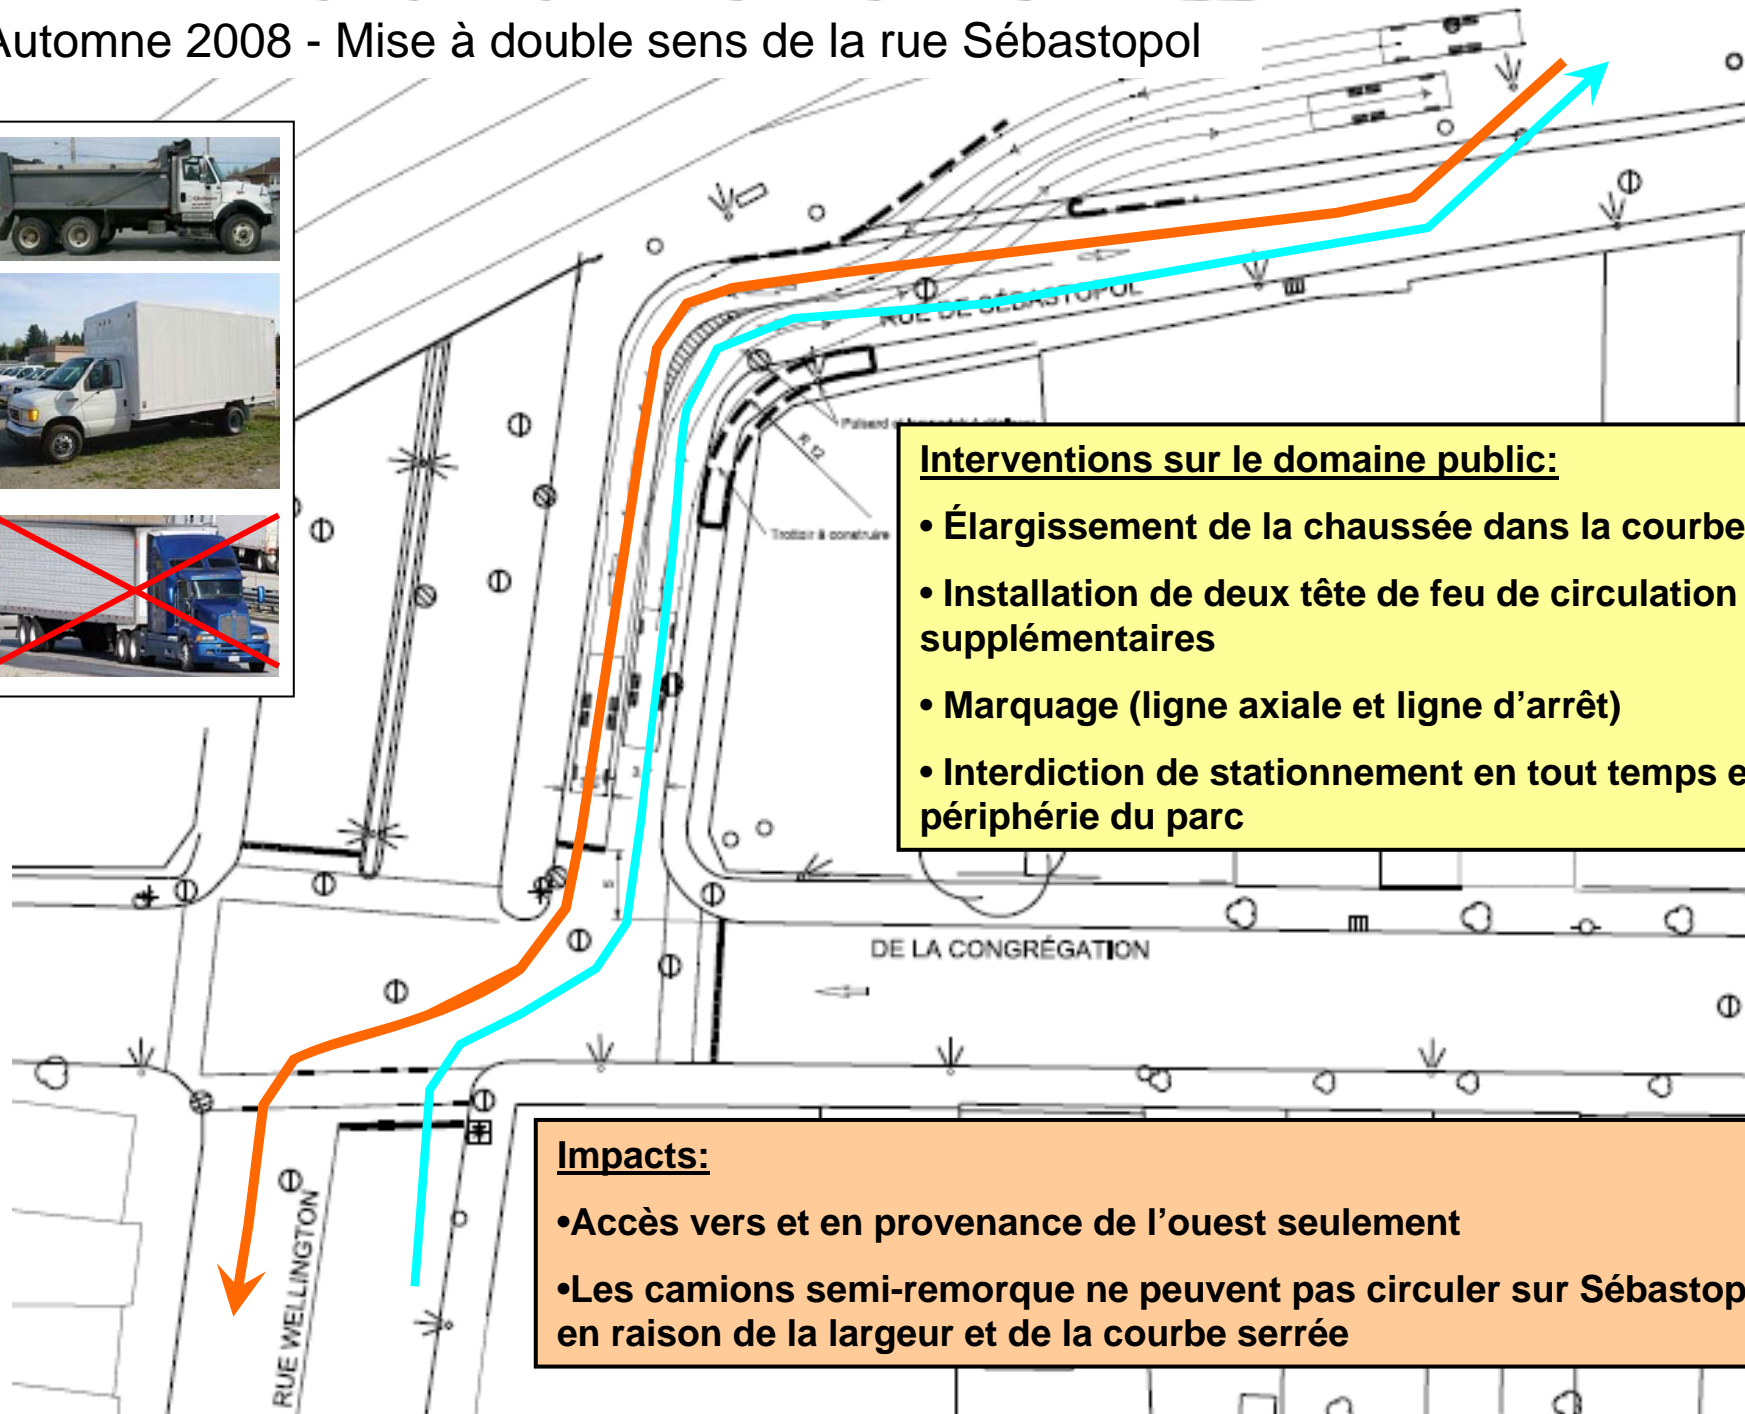 Automne 2008 - Mise à double sens de la rue Sébastopol
RUE DE SÉBASTOPOL
R 12
Trottoir à construire
Interventions sur le domaine public:
• Élargissement de la chaussée dans la courbe
• Installation de deux tête de feu de circulation
supplémentaires
• Marquage (ligne axiale et ligne d’arrêt)
• Interdiction de stationnement en tout temps e
périphérie du parc
5
DE LA CONGRÉGATION
RUE WELLINGTON
Impacts:
•Accès vers et en provenance de l’ouest seulement
•Les camions semi-remorque ne peuvent pas circuler sur Sébastop
en raison de la largeur et de la courbe serrée